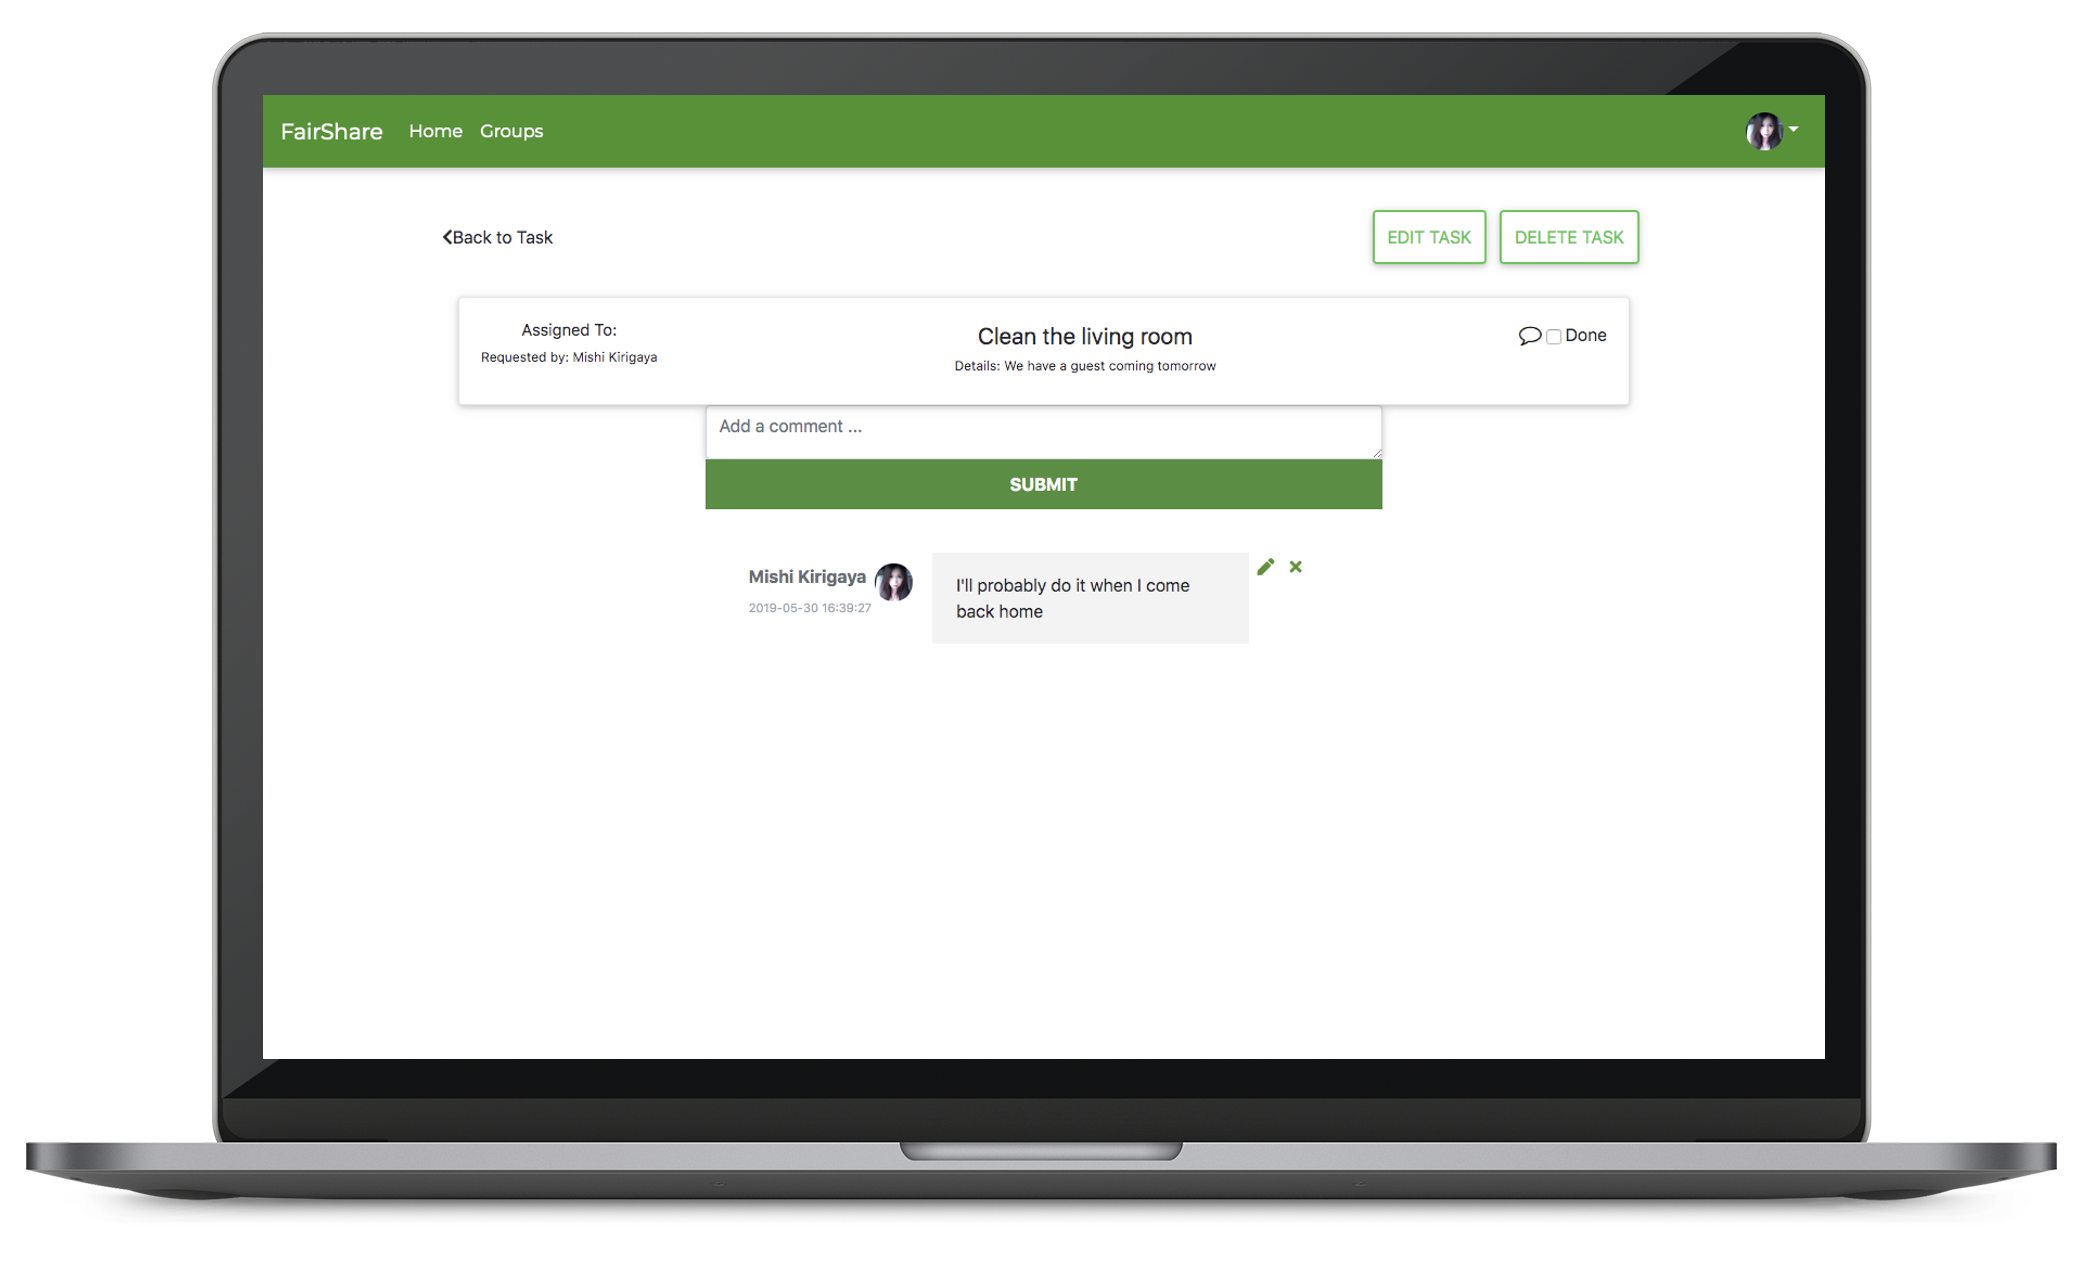 FairShare Home Groups
Back to Task
EDIT TASK DELETE TASK
Assigned To:
Requested by: Mishi Kirigaya
Clean the living room
Details: We have a guest coming tomorrow
Done
Add a comment ...
SUBMIT
Mishi Kirigaya
2019-05-30 16:39:27
I'll probably do it when I come
back home